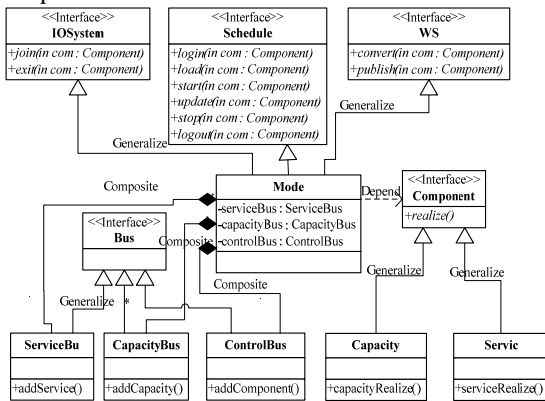 <<Interface>>
IOSystem
+join(in com : Component)
+exit(in com : Component)
<<Interface>>
Schedule
+login(in com : Component)
+load(in com : Component)
+start(in com : Component)
+update(in com : Component)
+stop(in com : Component)
+logout(in com : Component)
<<Interface>>
WS
+convert(in com : Component)
+publish(in com : Component)
Generalize
Generalize
Composite
Mode
-serviceBus : ServiceBus
-capacityBus : CapacityBus
-controlBus : ControlBus
Depend
<<Interface>>
Component
+realize()
<<Interface>>
Bus
Composite
Composite
Generalize
*
Generalize
ServiceBu
+addService()
CapacityBus
+addCapacity()
ControlBus
+addComponent()
Capacity
+capacityRealize()
Servic
+serviceRealize()